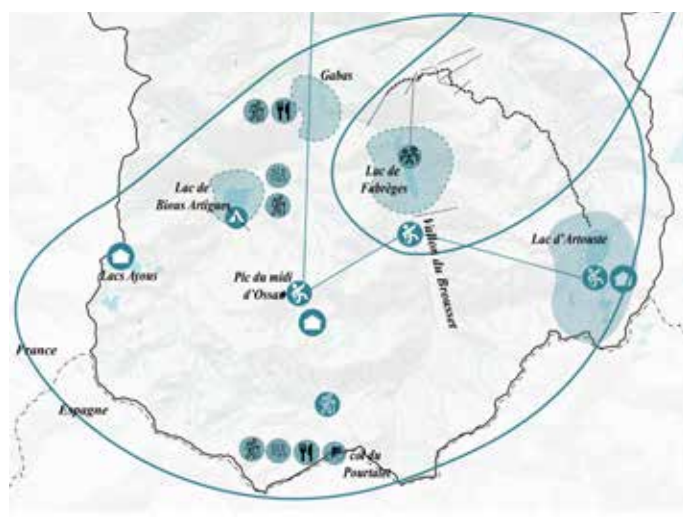 Gabas
Lac de
Bious Artigues
Lac de
Fabrèges
Vallon du Brousset
Lac d'Artouste
Lacs Ayous
Pic du midi
d'Ossau
France
Espagne
col du
Pourtalet